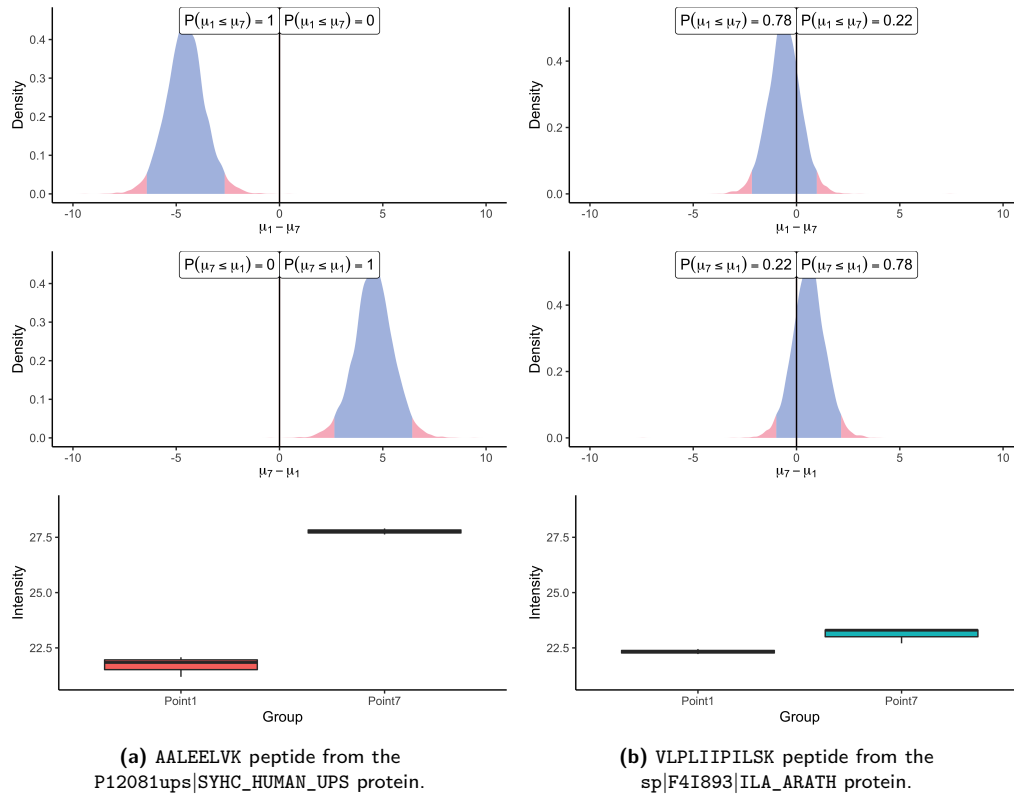 P(μ1 ≤ μ7) = 1 P(μ1 ≤ μ7) = 0
0.4
0.3
0.2
0.1
0.0
Density
-10 -5 0 5 10
μ1 − μ7
P(μ7 ≤ μ1) = 0 P(μ7 ≤ μ1) = 1
0.4
0.3
0.2
0.1
0.0
Density
-10 -5 0 5 10
μ7 − μ1
27.5
25.0
22.5
Intensity
Point1 Point7
Group
(a) AALEELVK peptide from the
P12081ups|SYHC_HUMAN_UPS protein.
P(μ1 ≤ μ7) = 0.78 P(μ1 ≤ μ7) = 0.22
0.4
0.2
0.0
Density
-10 -5 0 5 10
μ1 − μ7
P(μ7 ≤ μ1) = 0.22 P(μ7 ≤ μ1) = 0.78
0.4
0.2
0.0
Density
-10 -5 0 5 10
μ7 − μ1
27.5
25.0
22.5
Intensity
Point1 Point7
Group
(b) VLPLIIPILSK peptide from the
sp|F4I893|ILA_ARATH protein.